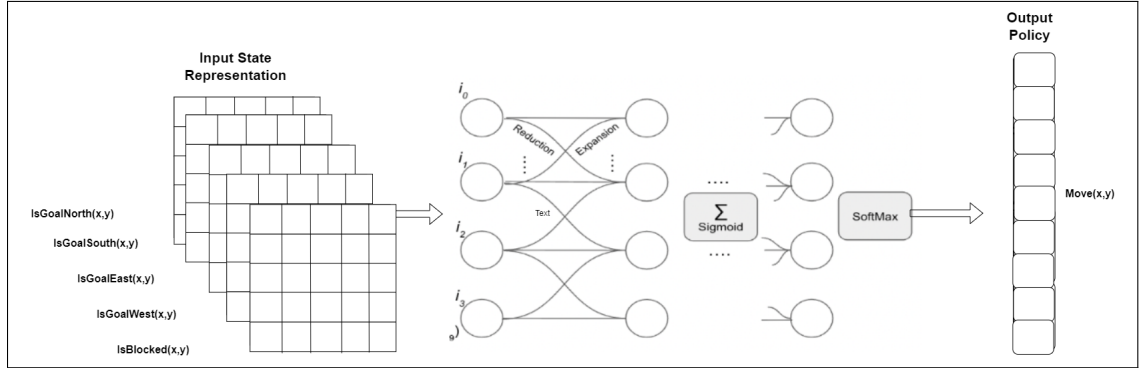 Input State
Representation
Output
Policy
i0
Reduction
Expansion
....
....
i1
....
Text
Σ
Sigmoid
SoftMax
Move(x,y)
IsGoalNorth(x,y)
IsGoalSouth(x,y)
i2
....
IsGoalEast(x,y)
IsGoalWest(x,y)
i3
9)
IsBlocked(x,y)